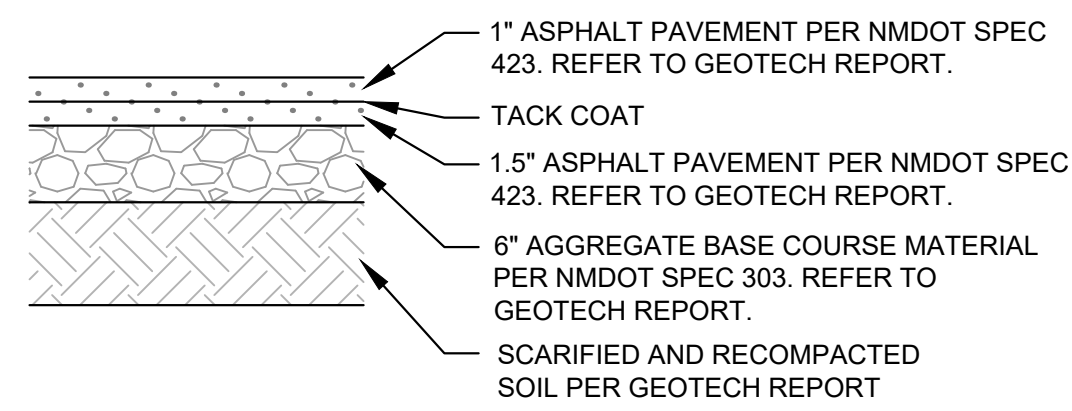 1" ASPHALT PAVEMENT PER NMDOT SPEC
423. REFER TO GEOTECH REPORT.
TACK COAT
1.5" ASPHALT PAVEMENT PER NMDOT SPEC
423. REFER TO GEOTECH REPORT.
6" AGGREGATE BASE COURSE MATERIAL
PER NMDOT SPEC 303. REFER TO
GEOTECH REPORT.
SCARIFIED AND RECOMPACTED
SOIL PER GEOTECH REPORT